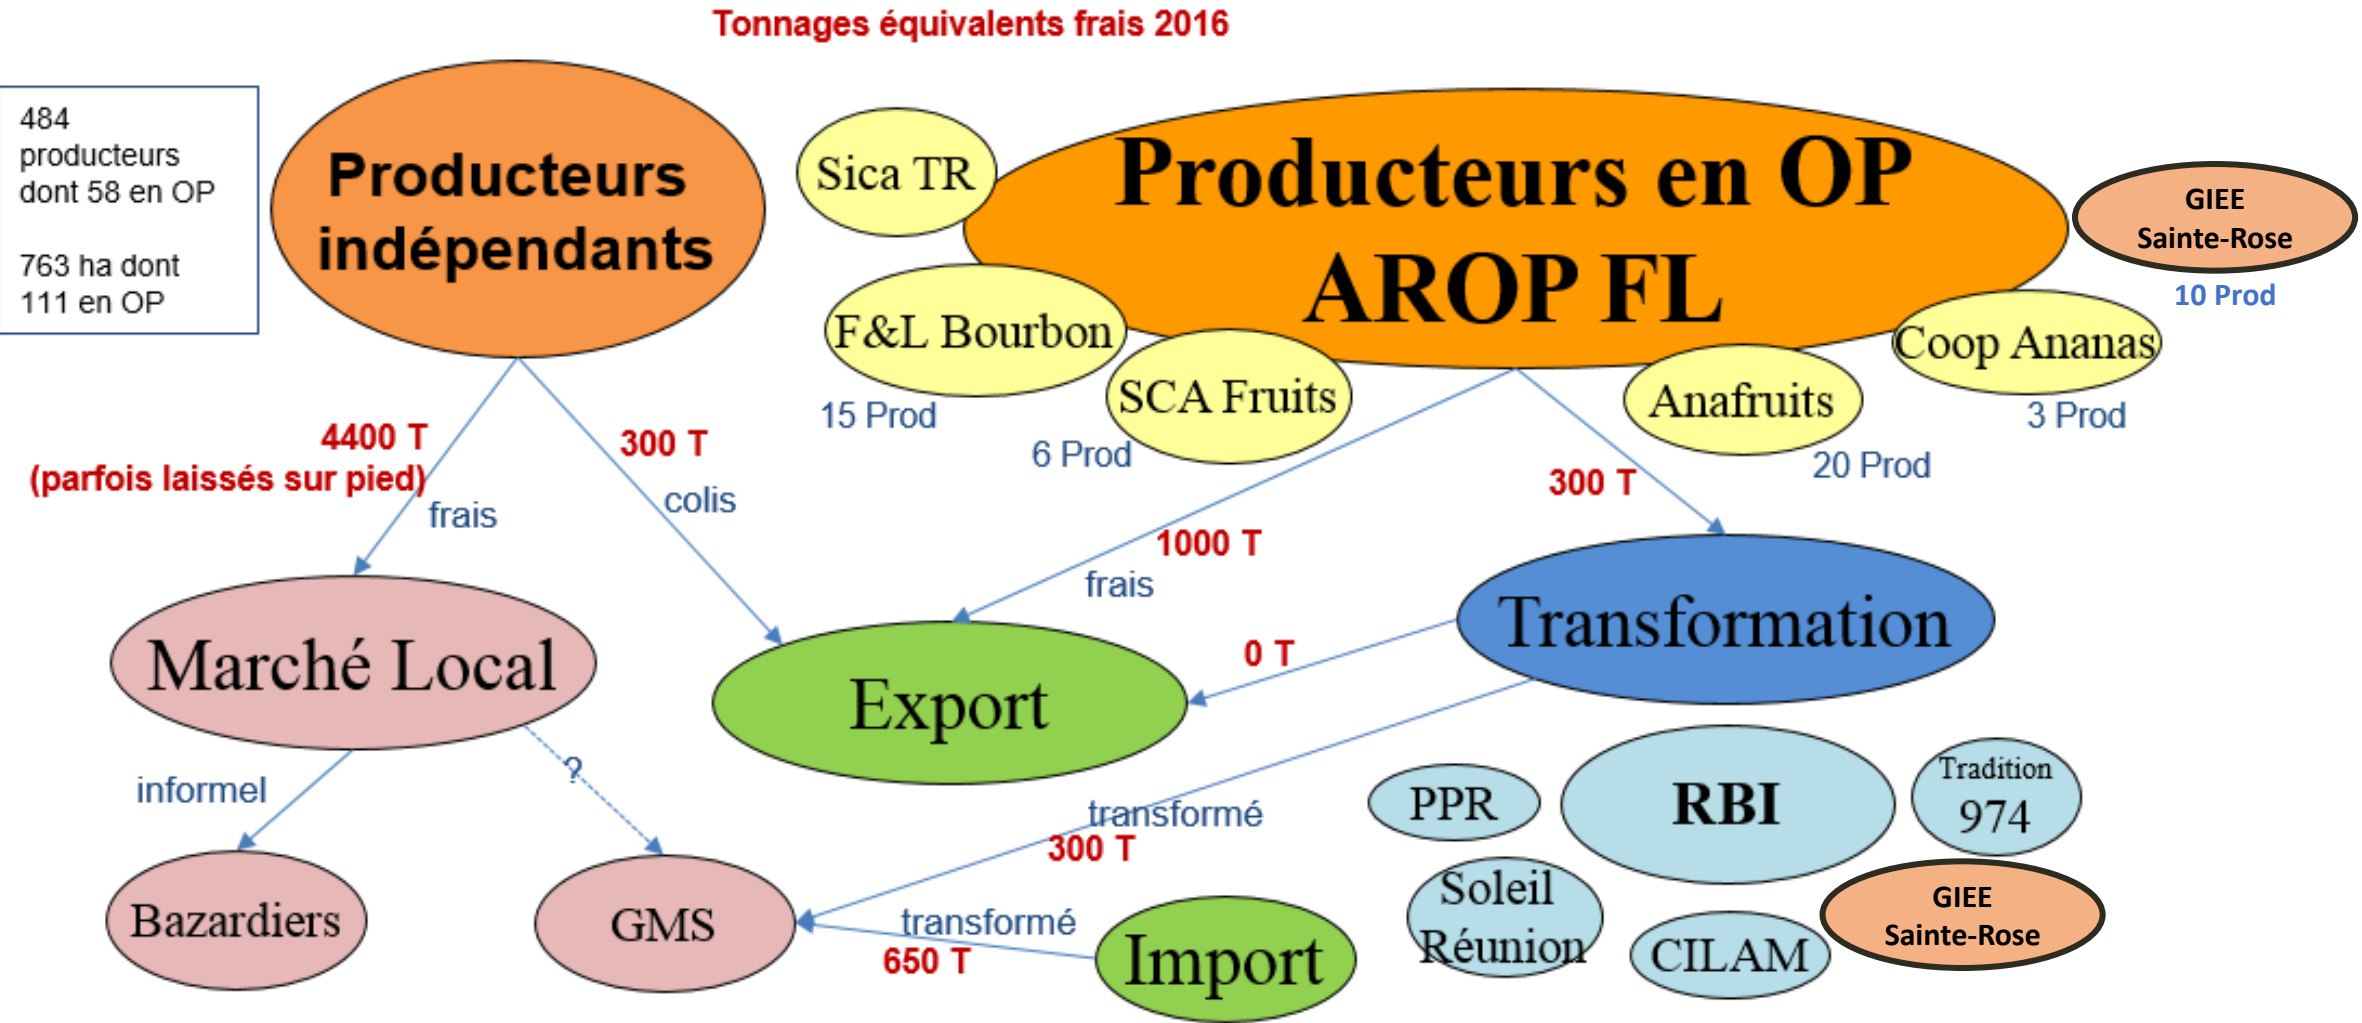 Tonnages équivalents frais 2016
484
producteurs
dont 58 en OP
763 ha dont
111 en OP
Producteurs
indépendants
Sica TR
Producteurs en OP
AROP FL
GIEE
Sainte-Rose
10 Prod
F&L Bourbon
15 Prod
SCA Fruits
6 Prod
Anafruits
20 Prod
Coop Ananas
3 Prod
4400 T
(parfois laissés sur pied)
frais
300 T
colis
1000 T
frais
300 T
Marché Local
Export
Transformation
0 T
informel
?
transformé
300 T
Bazardiers
GMS
transformé
650 T
Import
PPR
RBI
Tradition
974
Soleil
Réunion
CILAM
GIEE
Sainte-Rose